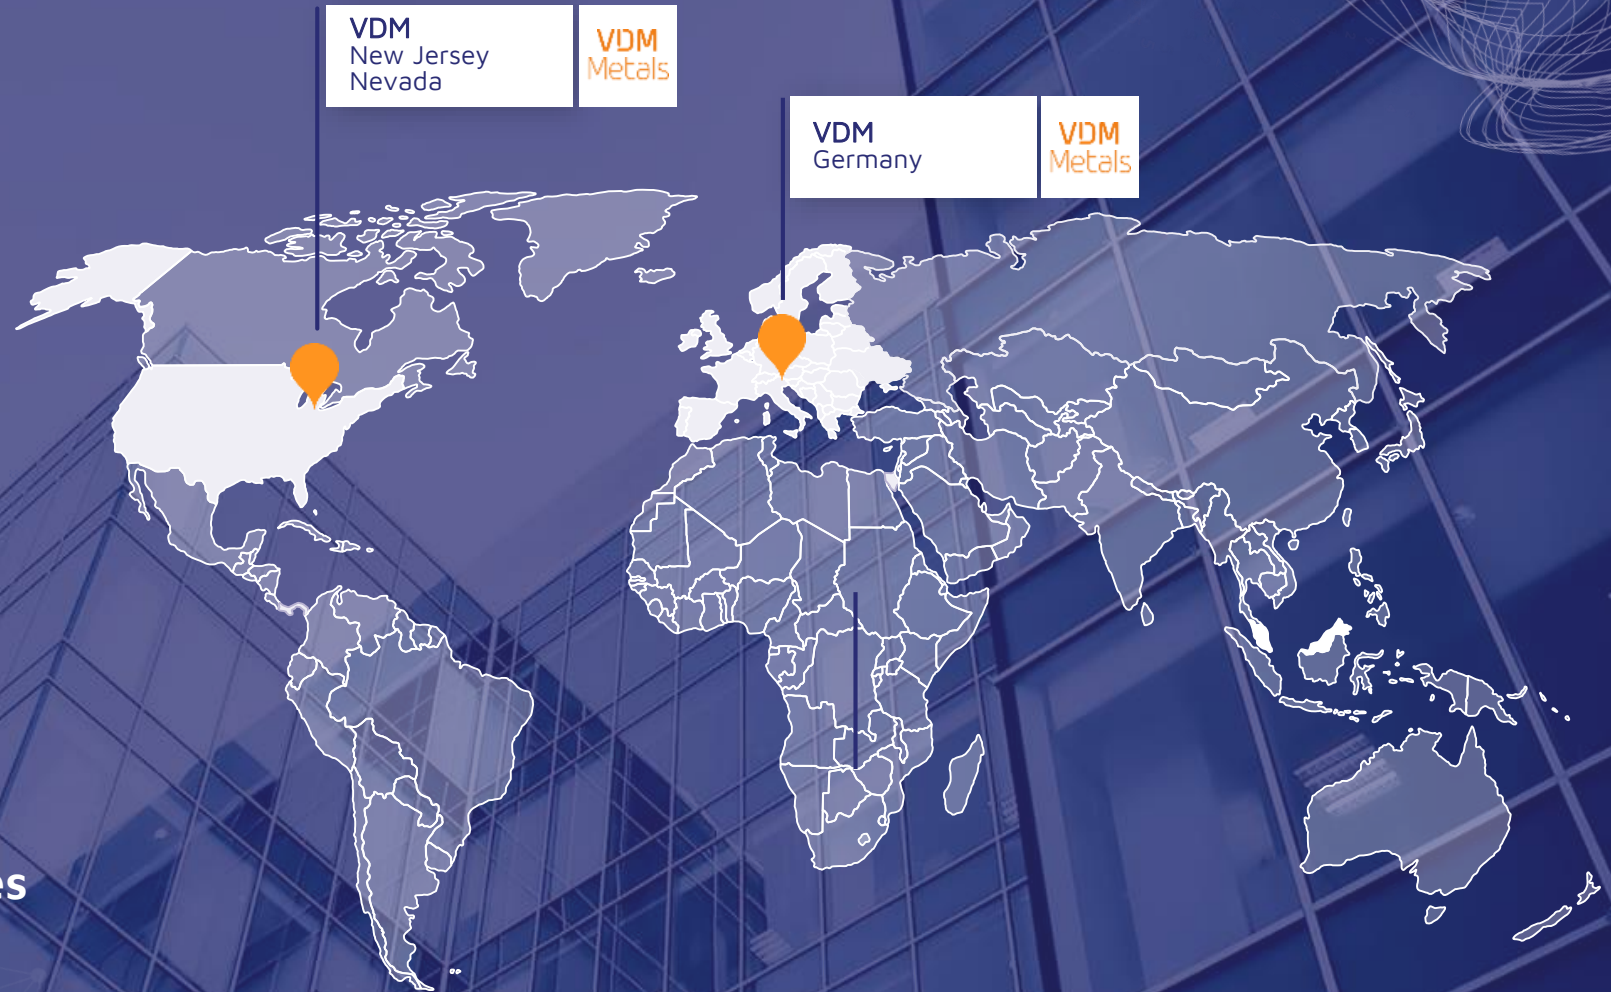 VDM
New Jersey
Nevada
VDM
Metals
VDM
Germany
VDM
Metals